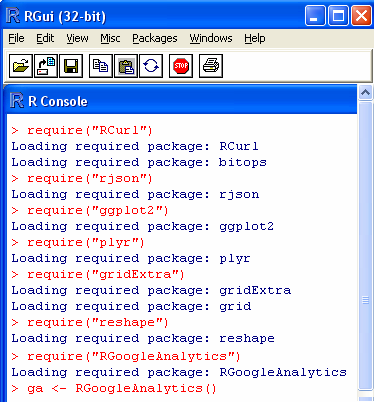 RGui (32-bit)
File Edit View Misc Packages Windows Help
STOP
R Console
> require("RCurl")
Loading required package: RCurl
Loading required package: bitops
> require("rjson")
Loading required package: rjson
> require("ggplot2")
Loading required package: ggplot2
> require("plyr")
Loading required package: plyr
> require("gridExtra")
Loading required package: gridExtra
Loading required package: grid
> require("reshape")
Loading required package: reshape
> require("RGoogleAnalytics")
Loading required package: RGoogleAnalytics
> ga <- RGoogleAnalytics()